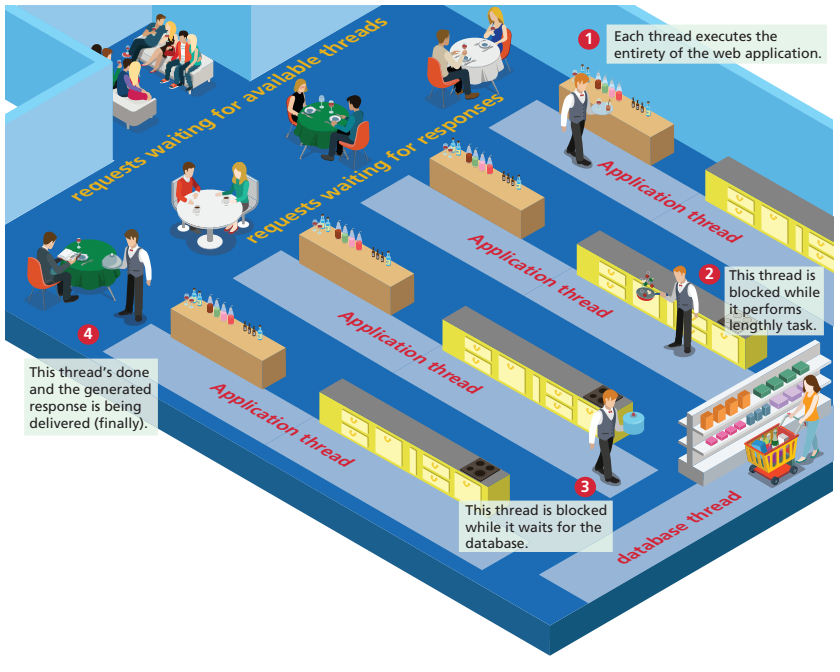 requests waiting for available threads
requests waiting for responses
1
Each thread executes the
entirety of the web application.
Application thread
2
This thread is
blocked while
it performs
lengthly task.
Application thread
Application thread
Application thread
4
This thread's done
and the generated
response is being
delivered (finally).
3
This thread is blocked
while it waits for the
database.
database thread